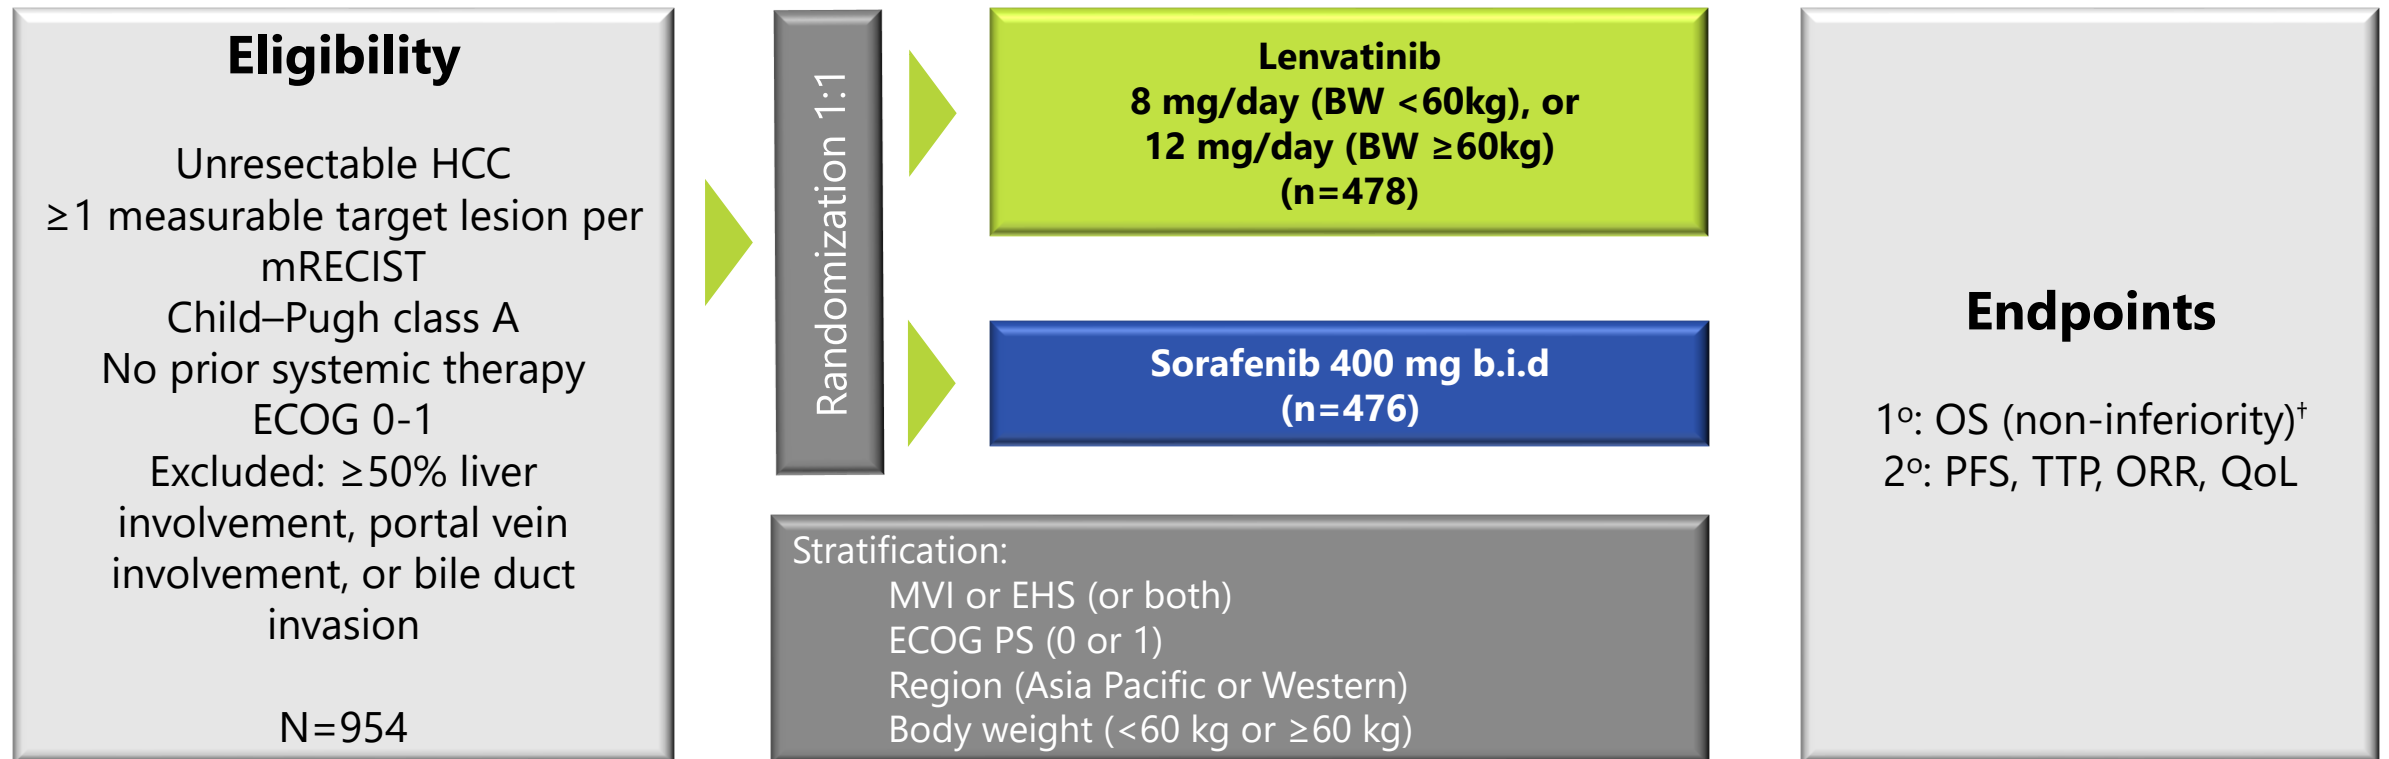 Eligibility
Unresectable HCC
≥1 measurable target lesion per
mRECIST
Child–Pugh class A
No prior systemic therapy
ECOG 0-1
Excluded: ≥50% liver
involvement, portal vein
involvement, or bile duct
invasion
N=954
Randomization 1:1
Lenvatinib
8 mg/day (BW <60kg), or
12 mg/day (BW ≥60kg)
(n=478)
Sorafenib 400 mg b.i.d
(n=476)
Stratification:
MVI or EHS (or both)
ECOG PS (0 or 1)
Region (Asia Pacific or Western)
Body weight (<60 kg or ≥60 kg)
Endpoints
1º: OS (non-inferiority)†
2º: PFS, TTP, ORR, QoL